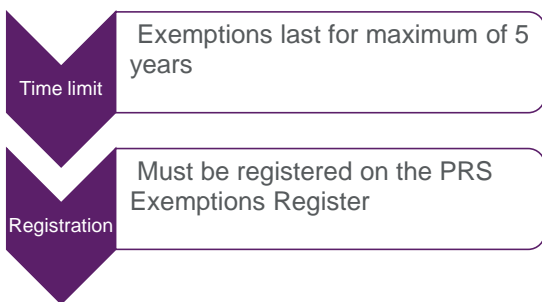 Time limit
Exemptions last for maximum of 5
years
Registration
Must be registered on the PRS
Exemptions Register